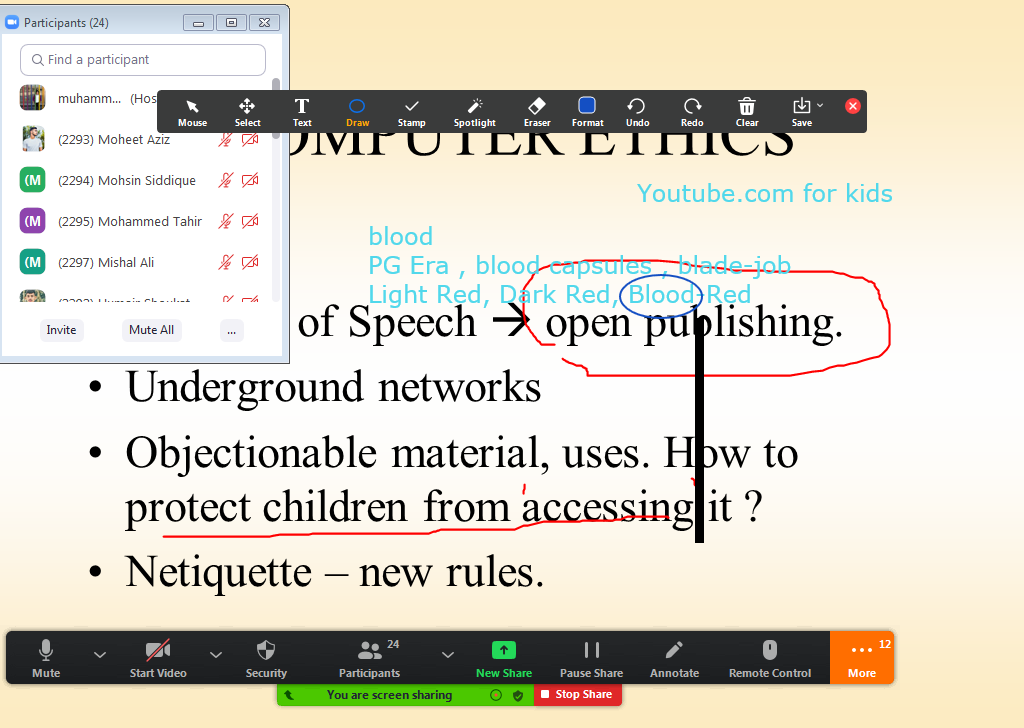 Participants (24)
Find a participant
muhamm... (Hos
(2293) Moheet Aziz
(M (2294) Mohsin Siddique
(M (2295) Mohammed Tahir
(M (2297) Mishal Ali
Invite Mute All ...
Mouse Select Text Draw Stamp Spotlight Eraser Format Undo Redo Clear Save
OMPUTER ETHICS
Youtube.com for kids
blood
PG Era , blood capsules , blade-job
Light Red, Dark Red, Blood-Red
of Speech → open publishing.
• Underground networks
• Objectionable material, uses. How to
protect children from accessing it ?
• Netiquette – new rules.
24
12
Mute Start Video Security Participants New Share Pause Share Annotate Remote Control More
You are screen sharing Stop Share